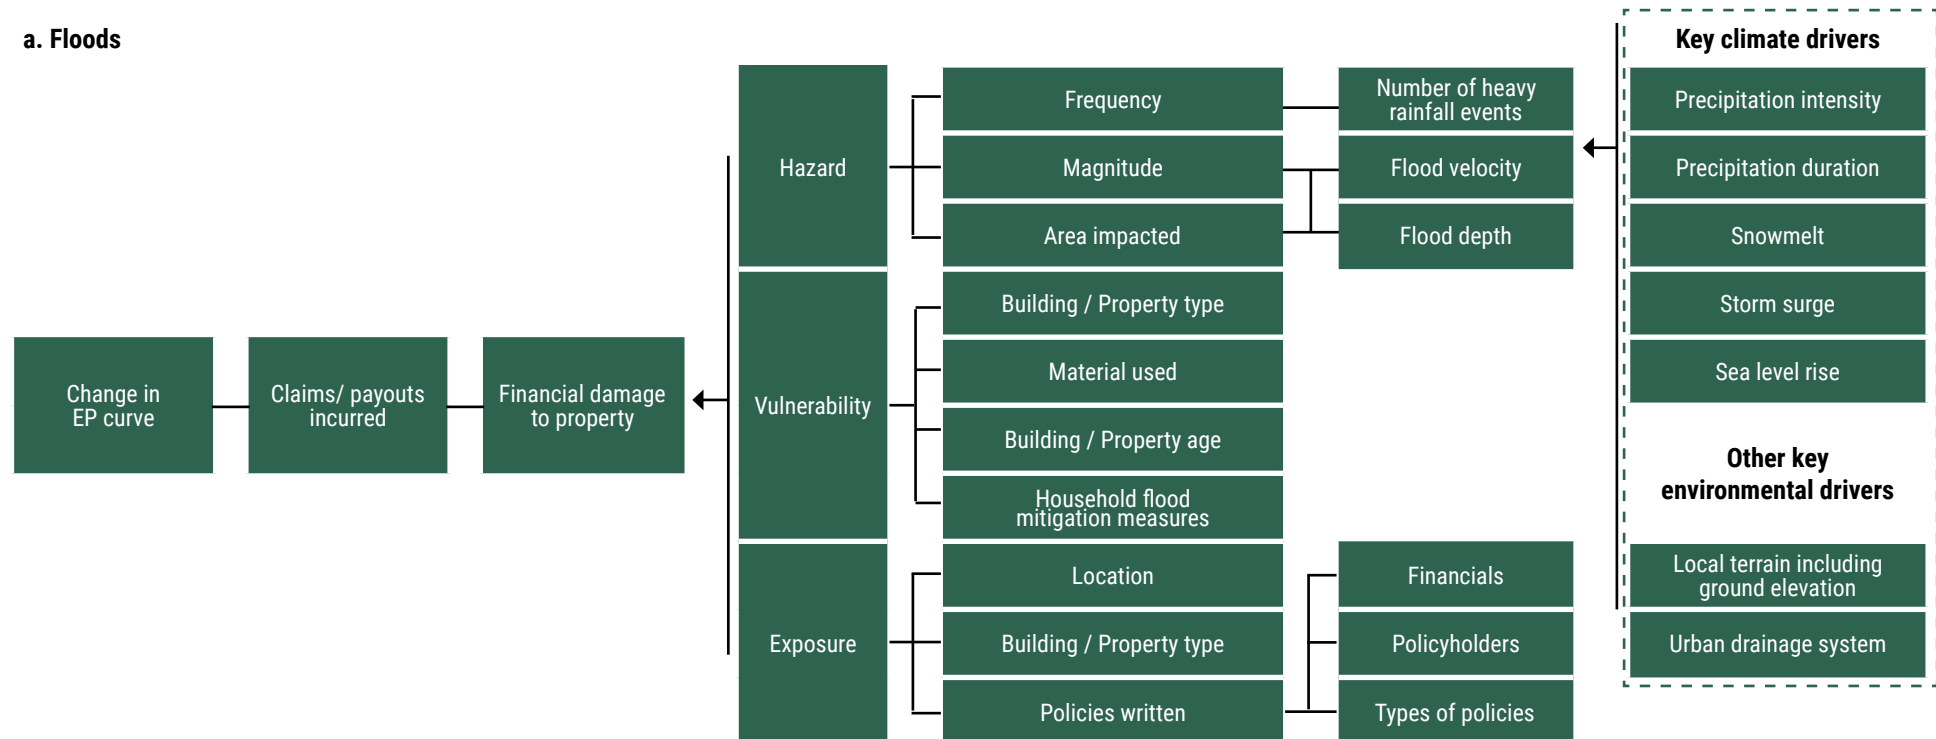 a. Floods
Change in
EP curve
Claims/ payouts
incurred
Financial damage
to property
Hazard
Vulnerability
Exposure
Frequency
Magnitude
Area impacted
Building / Property type
Material used
Building / Property age
Household flood
mitigation measures
Location
Building / Property type
Policies written
Number of heavy
rainfall events
Flood velocity
Flood depth
Financials
Policyholders
Types of policies
Key climate drivers
Precipitation intensity
Precipitation duration
Snowmelt
Storm surge
Sea level rise
Other key
environmental drivers
Local terrain including
ground elevation
Urban drainage system